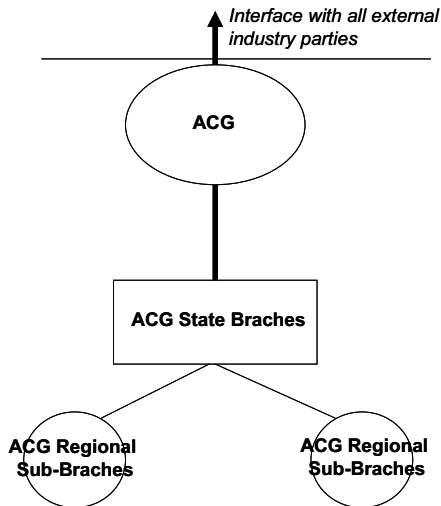 Interface with all external
industry parties
ACG
ACG State Braches
ACG Regional
Sub-Braches
ACG Regional
Sub-Braches